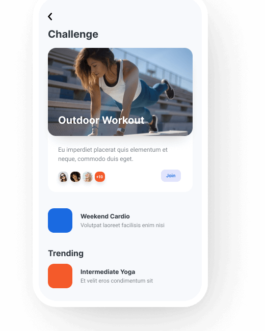 Challenge
Outdoor Workout
Eu imperdiet placerat quis elementum et
neque, commodo duis eget.
Join
Weekend Cardio
Volutpat laoreet facilisis enim nisi
Trending
Intermediate Yoga
Et velit eros condimentum sit